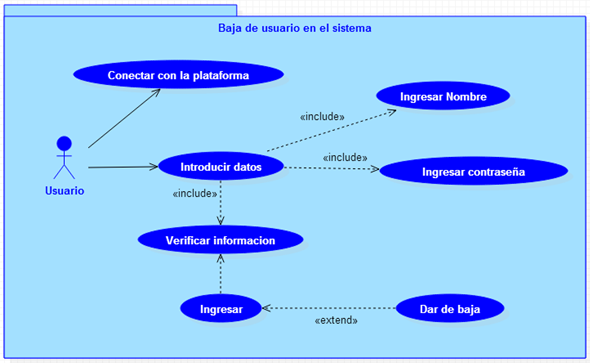 Baja de usuario en el sistema
Conectar con la plataforma
Ingresar Nombre
«include»
Usuario
Introducir datos
«include»
Ingresar contraseña
«include»
Verificar informacion
Ingresar
Dar de baja
«extend»